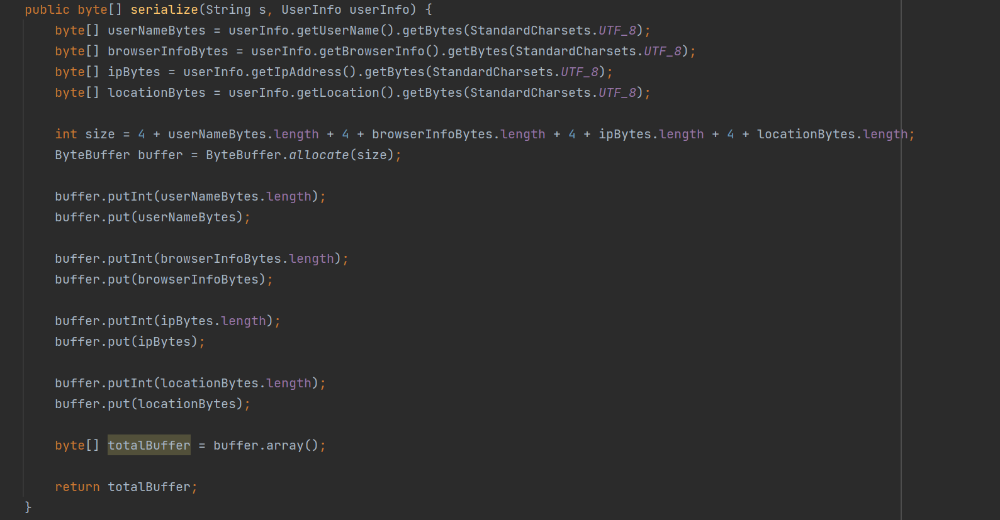 public byte[] serialize(String s, UserInfo userInfo) {
    byte[] userNameBytes = userInfo.getUserName().getBytes(StandardCharsets.UTF_8);
    byte[] browserInfoBytes = userInfo.getBrowserInfo().getBytes(StandardCharsets.UTF_8);
    byte[] ipBytes = userInfo.getIpAddress().getBytes(StandardCharsets.UTF_8);
    byte[] locationBytes = userInfo.getLocation().getBytes(StandardCharsets.UTF_8);

    int size = 4 + userNameBytes.length + 4 + browserInfoBytes.length + 4 + ipBytes.length + 4 + locationBytes.length;
    ByteBuffer buffer = ByteBuffer.allocate(size);

    buffer.putInt(userNameBytes.length);
    buffer.put(userNameBytes);

    buffer.putInt(browserInfoBytes.length);
    buffer.put(browserInfoBytes);

    buffer.putInt(ipBytes.length);
    buffer.put(ipBytes);

    buffer.putInt(locationBytes.length);
    buffer.put(locationBytes);

    byte[] totalBuffer = buffer.array();

    return totalBuffer;
}